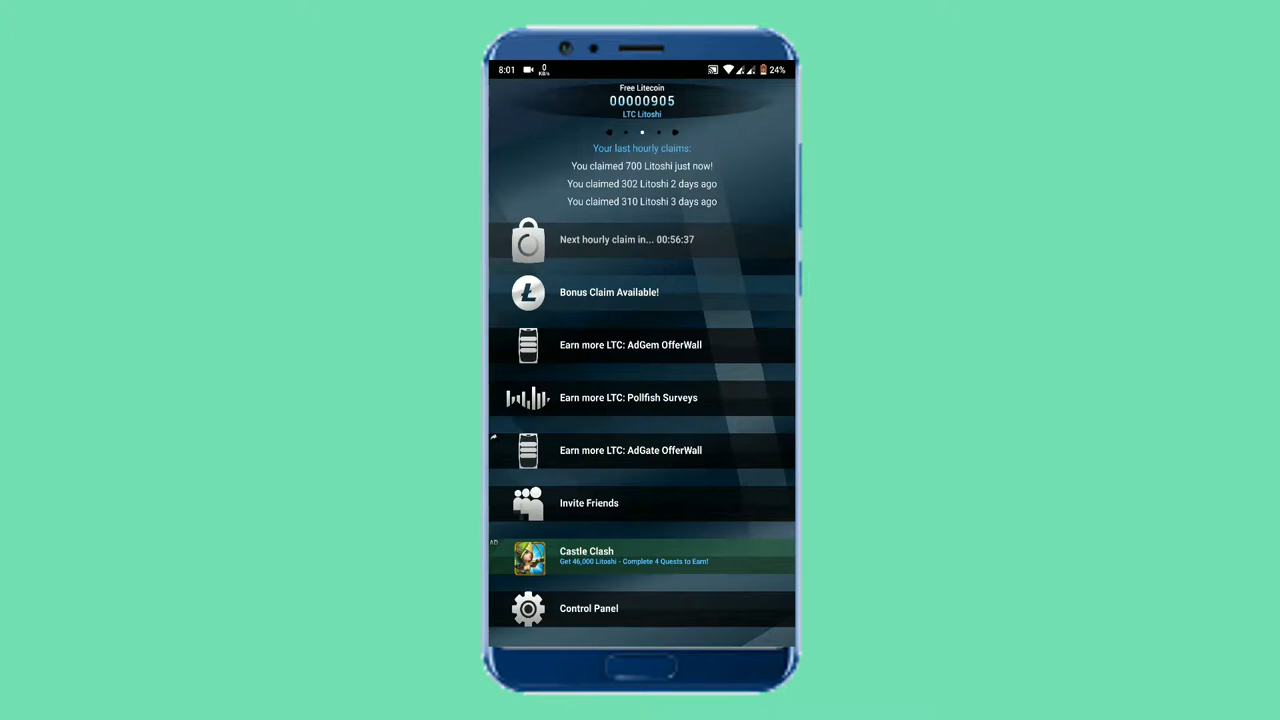 8:01
0
KB/s
24%
Free Litecoin
00000905
LTC Litoshi
Your last hourly claims:
You claimed 700 Litoshi just now!
You claimed 302 Litoshi 2 days ago
You claimed 310 Litoshi 3 days ago
Next hourly claim in... 00:56:37
Bonus Claim Available!
Earn more LTC: AdGem OfferWall
Earn more LTC: Pollfish Surveys
Earn more LTC: AdGate OfferWall
Invite Friends
AD
Castle Clash
Get 46,000 Litoshi - Complete 4 Quests to Earn!
Control Panel